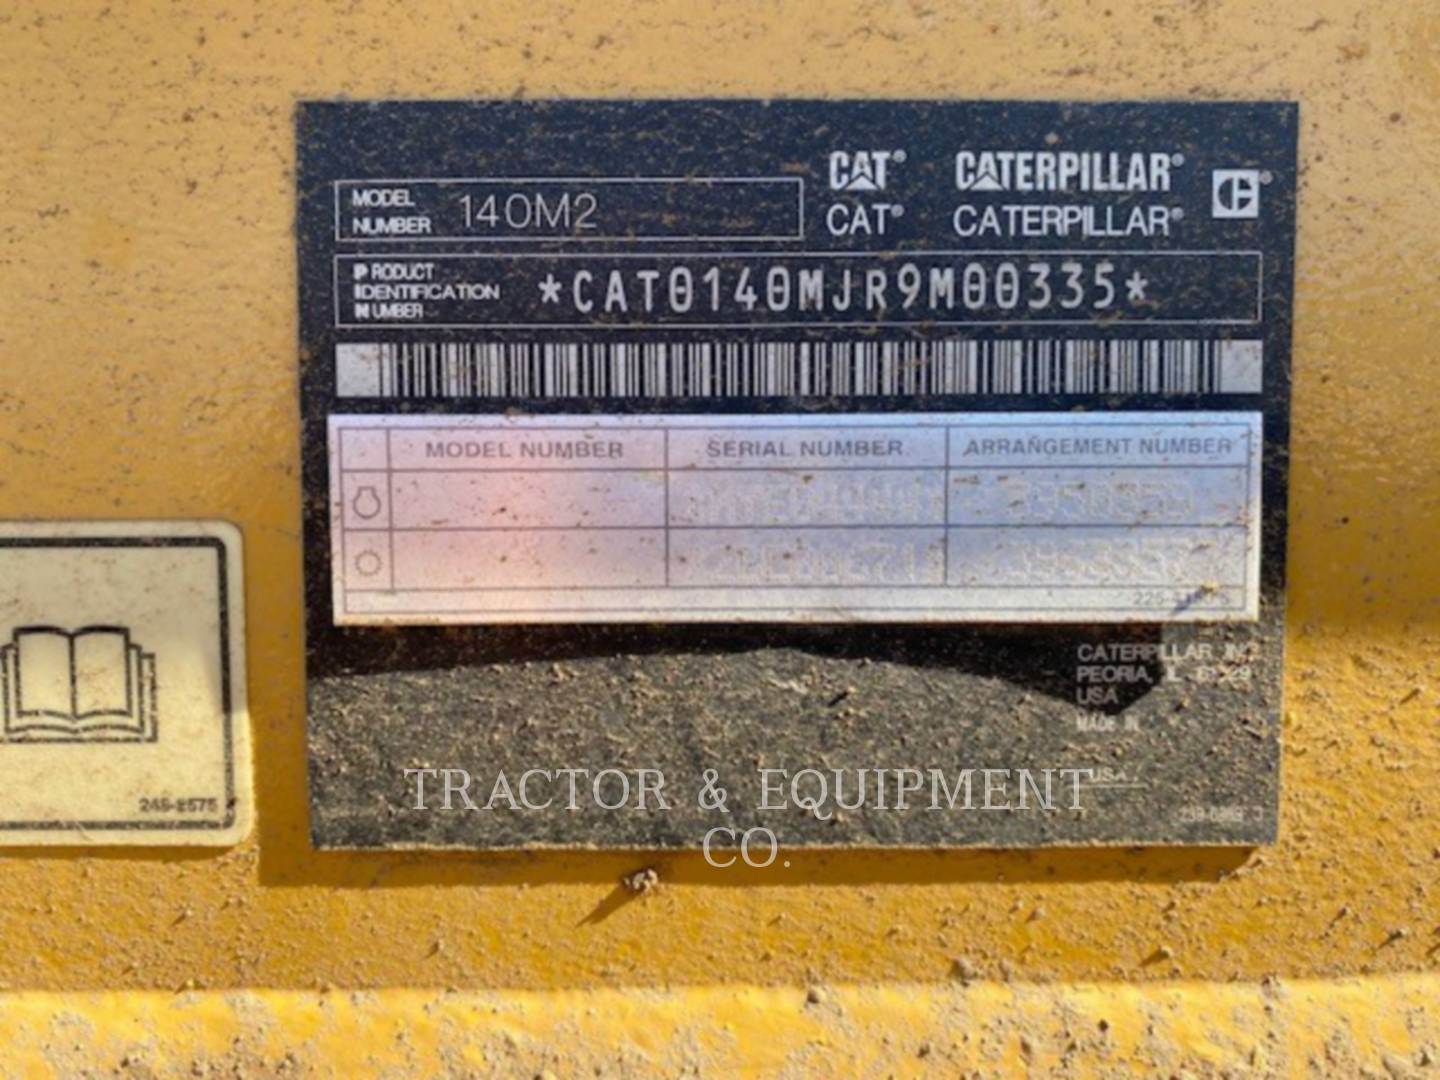 CAT® CATERPILLAR®
MODEL NUMBER 140M2
CAT® CATERPILLAR®
PRODUCT IDENTIFICATION NUMBER *CAT0140MJR9M00335*
MODEL NUMBER SERIAL NUMBER ARRANGEMENT NUMBER
CATERPILLAR INC.
PEORIA, IL
USA
MADE IN
USA
TRACTOR & EQUIPMENT
CO.